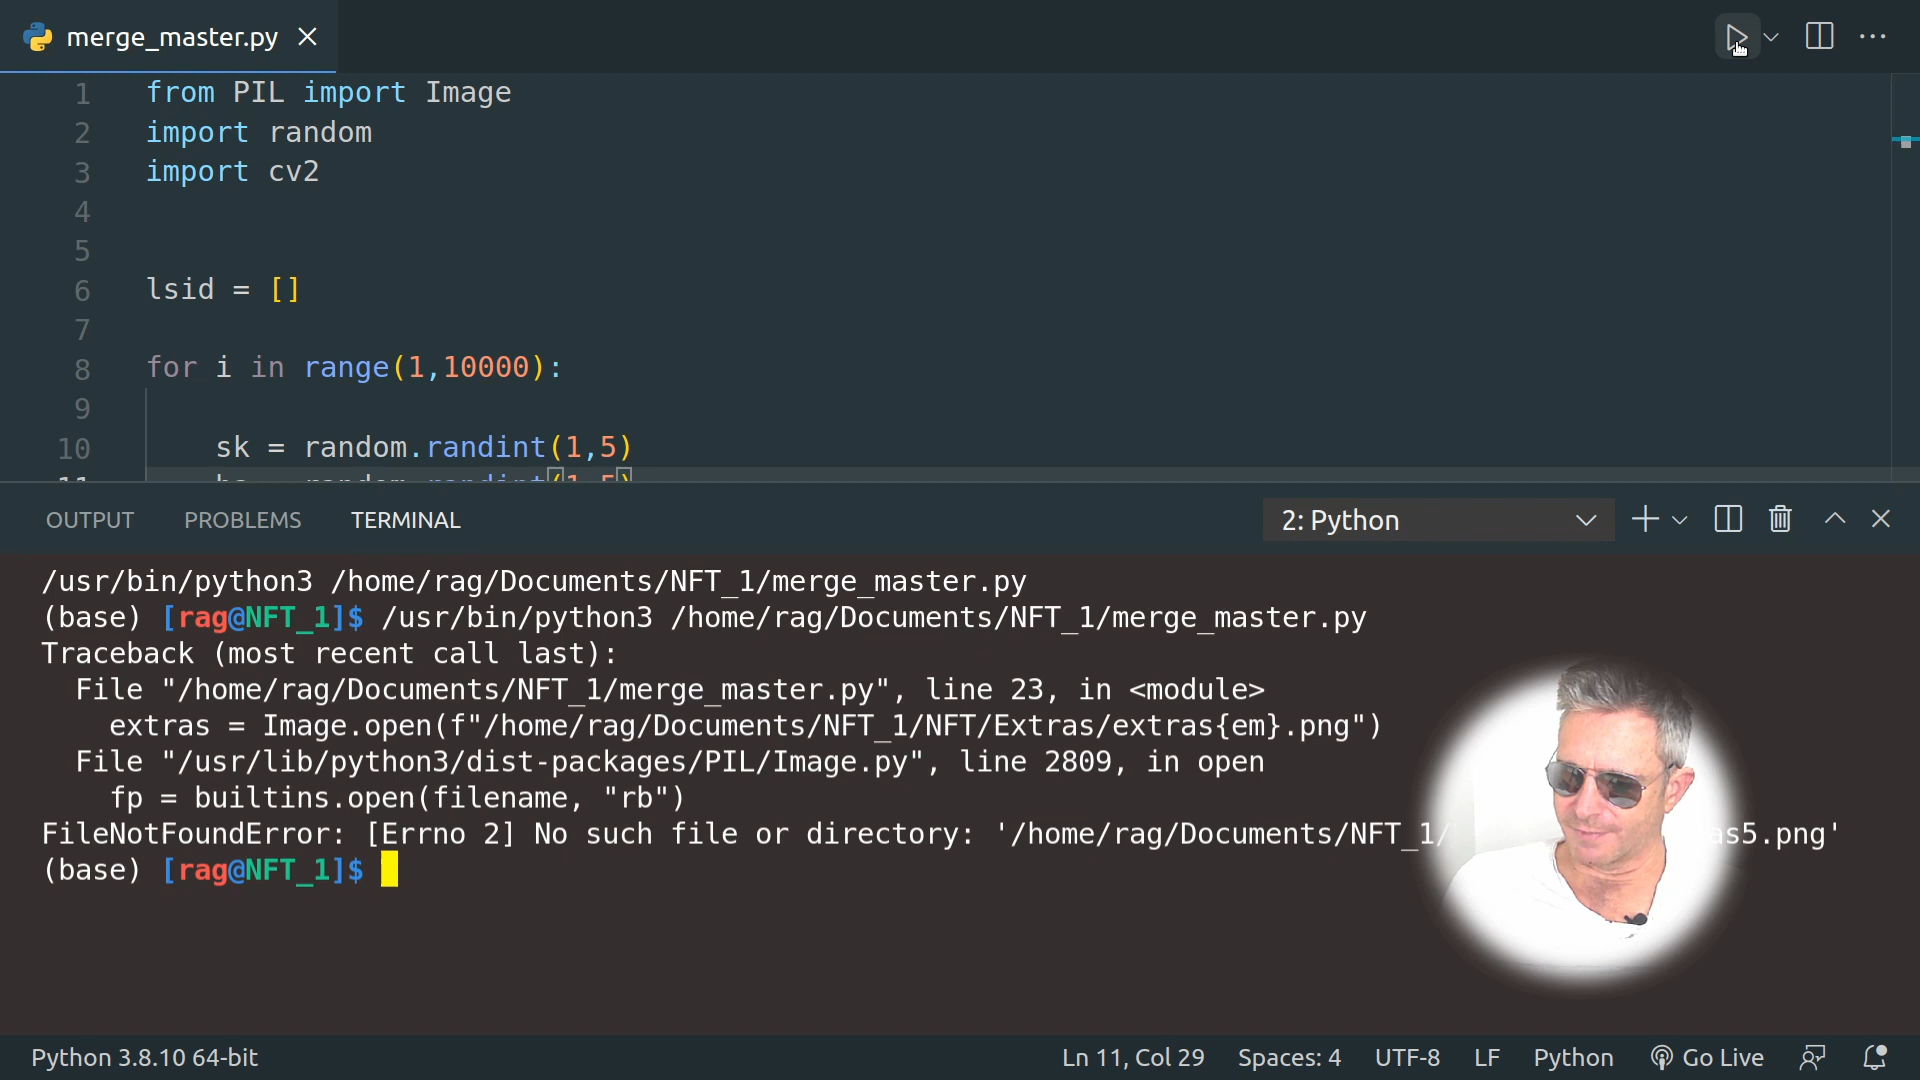 merge_master.py
1 from PIL import Image
2 import random
3 import cv2
4
5
6 lsid = []
7
8 for i in range(1,10000):
9
10 sk = random.randint(1,5)
OUTPUT PROBLEMS TERMINAL 2: Python
/usr/bin/python3 /home/rag/Documents/NFT_1/merge_master.py
(base) [rag@NFT_1]$ /usr/bin/python3 /home/rag/Documents/NFT_1/merge_master.py
Traceback (most recent call last):
File "/home/rag/Documents/NFT_1/merge_master.py", line 23, in <module>
extras = Image.open(f"/home/rag/Documents/NFT_1/NFT/Extras/extras{em}.png")
File "/usr/lib/python3/dist-packages/PIL/Image.py", line 2809, in open
fp = builtins.open(filename, "rb")
FileNotFoundError: [Errno 2] No such file or directory: '/home/rag/Documents/NFT_1/ as5.png'
(base) [rag@NFT_1]$
Python 3.8.10 64-bit Ln 11, Col 29 Spaces: 4 UTF-8 LF Python Go Live